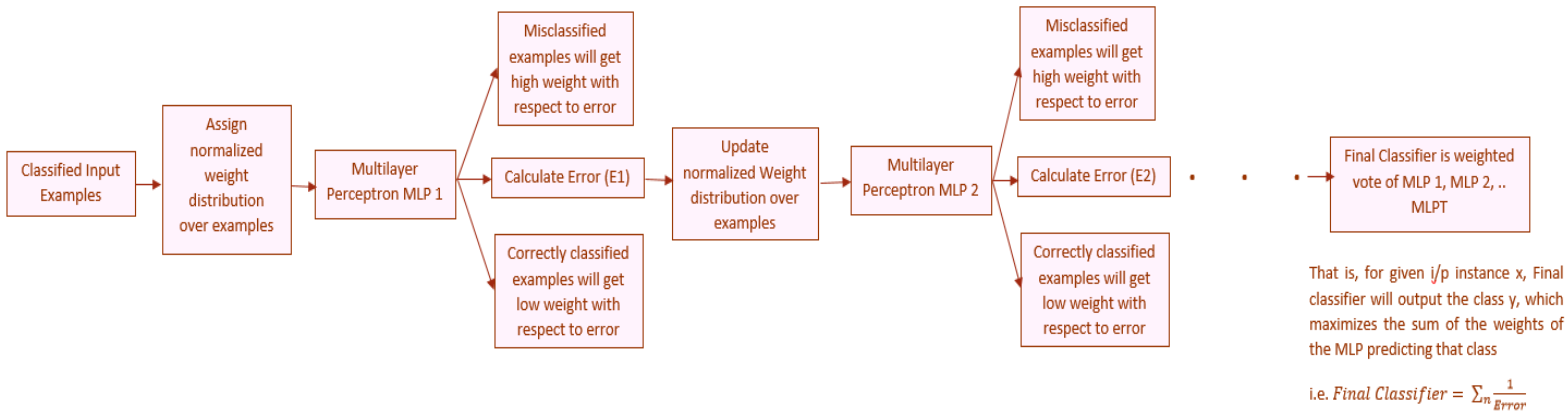 Classified Input
Examples
Assign
normalized
weight
distribution
over examples
Multilayer
Perceptron MLP 1
Misclassified
examples will get
high weight with
respect to error
Calculate Error (E1)
Correctly classified
examples will get
low weight with
respect to error
Update
normalized Weight
distribution over
examples
Multilayer
Perceptron MLP 2
Misclassified
examples will get
high weight with
respect to error
Calculate Error (E2)
Correctly classified
examples will get
low weight with
respect to error
. . .
Final Classifier is weighted
vote of MLP 1, MLP 2, ..
MLPT
That is, for given i/p instance x, Final
classifier will output the class y, which
maximizes the sum of the weights of
the MLP predicting that class
i.e. Final Classifier = ∑n 1/Error